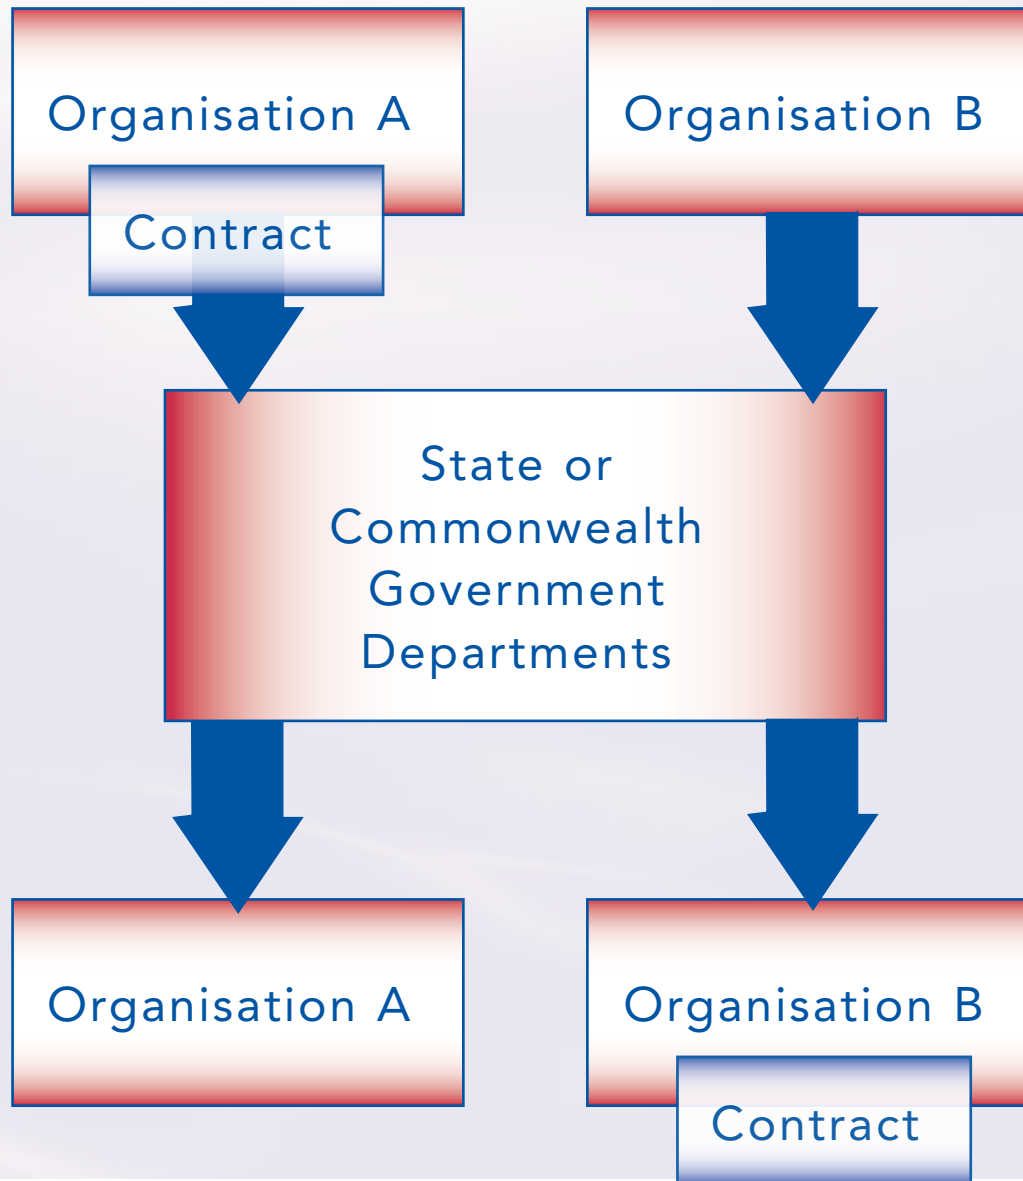 Organisation A
Organisation B
Contract
State or
Commonwealth
Government
Departments
Organisation A
Organisation B
Contract